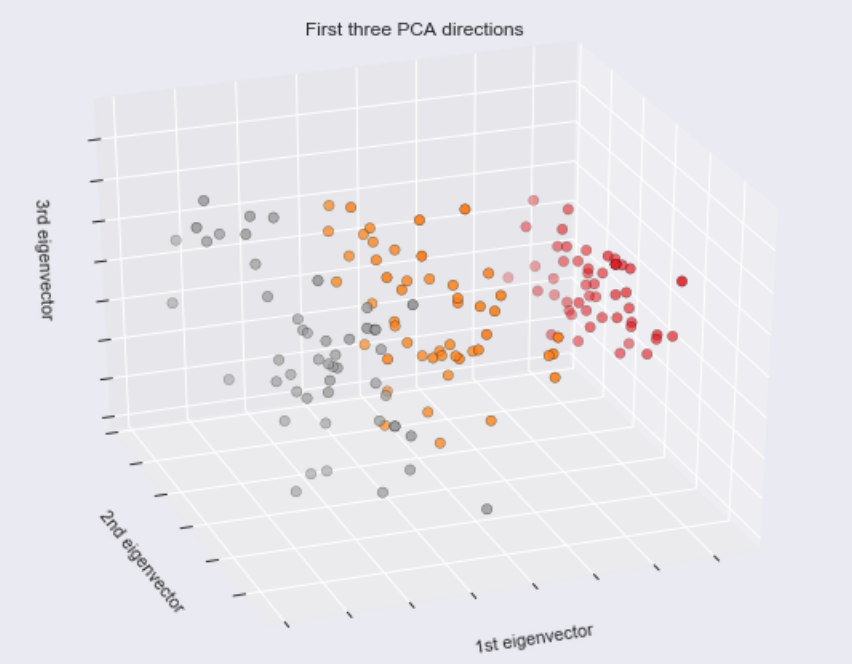 First three PCA directions
3rd eigenvector
2nd eigenvector
1st eigenvector